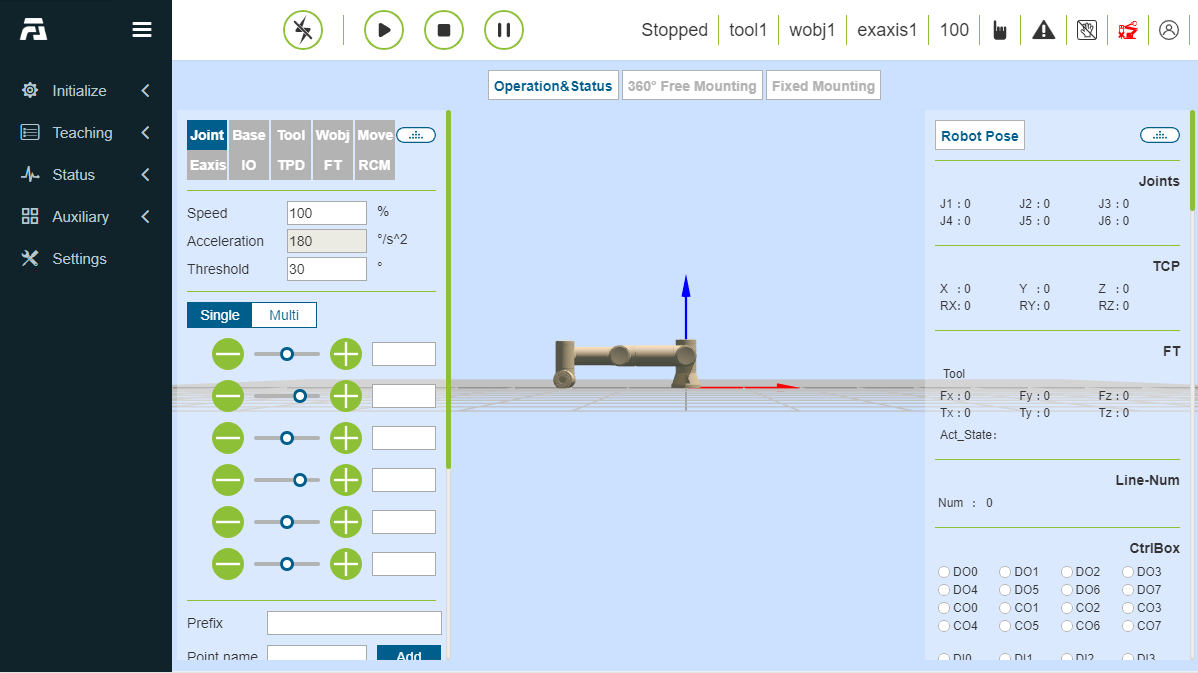 Stopped tool1 wobj1 exaxis1 100
Initialize
Teaching
Status
Auxiliary
Settings
Operation&Status 360° Free Mounting Fixed Mounting
Joint Base Tool Wobj Move
Eaxis IO TPD FT RCM
Speed 100 %
Acceleration 180 °/s^2
Threshold 30 °
Single Multi
Prefix
Point name Add
Robot Pose
Joints
J1 : 0 J2 : 0 J3 : 0
J4 : 0 J5 : 0 J6 : 0
TCP
X : 0 Y : 0 Z : 0
RX: 0 RY: 0 RZ: 0
FT
Tool
Fx : 0 Fy : 0 Fz : 0
Tx : 0 Ty : 0 Tz : 0
Act_State:
Line-Num
Num : 0
CtrlBox
DO0 DO1 DO2 DO3
DO4 DO5 DO6 DO7
CO0 CO1 CO2 CO3
CO4 CO5 CO6 CO7
DI0 DI1 DI2 DI3